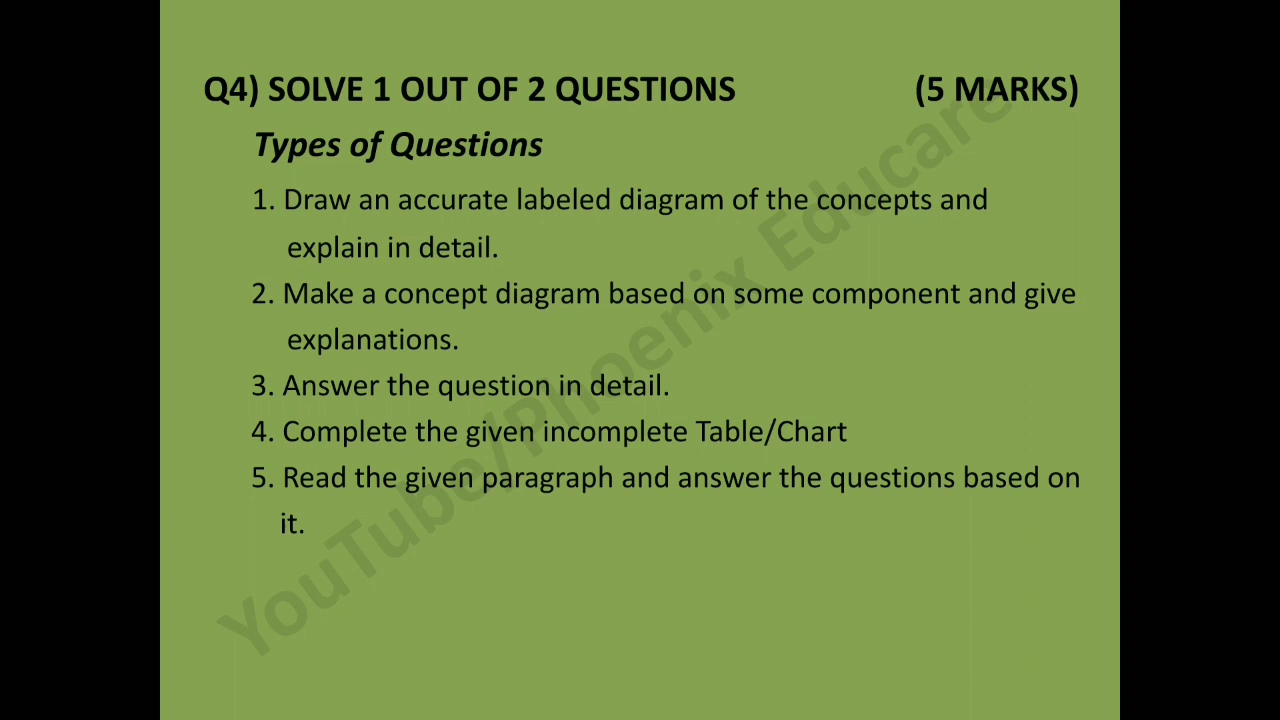 Q4) SOLVE 1 OUT OF 2 QUESTIONS (5 MARKS)
Types of Questions
1. Draw an accurate labeled diagram of the concepts and
explain in detail.
2. Make a concept diagram based on some component and give
explanations.
3. Answer the question in detail.
4. Complete the given incomplete Table/Chart
5. Read the given paragraph and answer the questions based on
it.
YouTube/Phoenix Educare